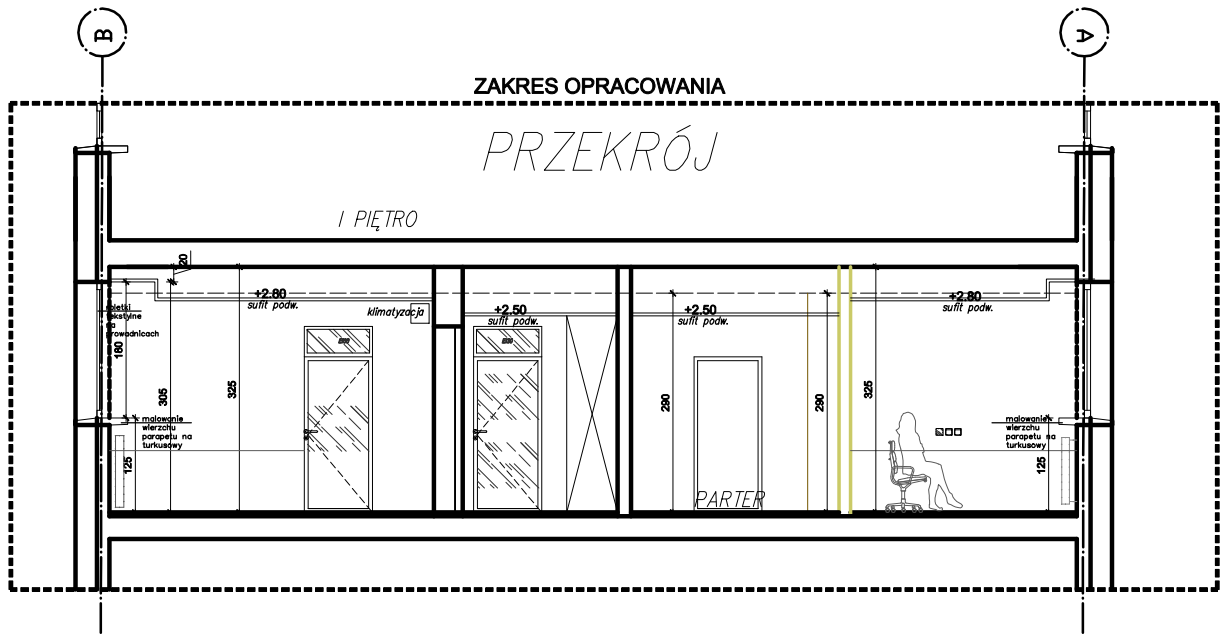 B
A
ZAKRES OPRACOWANIA
PRZEKRÓJ
I PIĘTRO
20
+2.80
sufit podw.
klimatyzacja
+2.50
sufit podw.
+2.50
sufit podw.
+2.80
sufit podw.
tekstylne
prowadnicach
180
305
325
290
290
325
malowanie
wierzchu
parapetu na
turkusowy
125
malowanie
wierzchu
parapetu na
turkusowy
125
PARTER